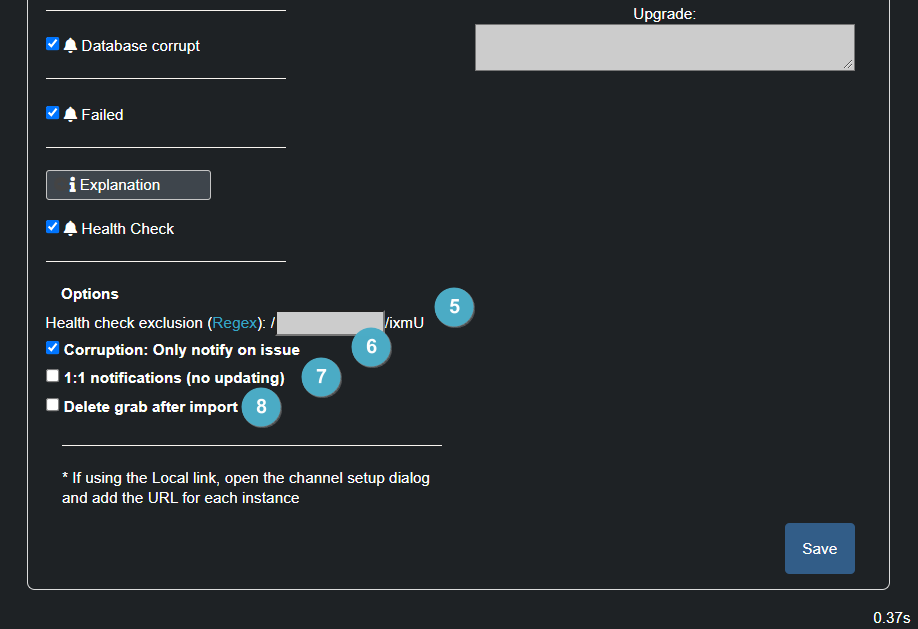 Upgrade:
Database corrupt
Failed
Explanation
Health Check
Options
5
Health check exclusion (Regex): / /ixmU
6
Corruption: Only notify on issue
1:1 notifications (no updating) 7
Delete grab after import 8
* If using the Local link, open the channel setup dialog
and add the URL for each instance
Save
0.37s